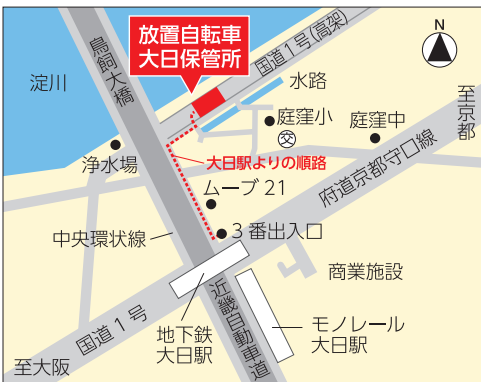 放置自転車
大日保管所
国道1号(高架)
N
鳥飼大橋
淀川
水路
至京都
庭窪小
交
庭窪中
浄水場
大日駅よりの順路
府道京都守口線
ムーブ 21
中央環状線
3番出入口
商業施設
国道1号
地下鉄
大日駅
近畿自動車道
モノレール
大日駅
至大阪